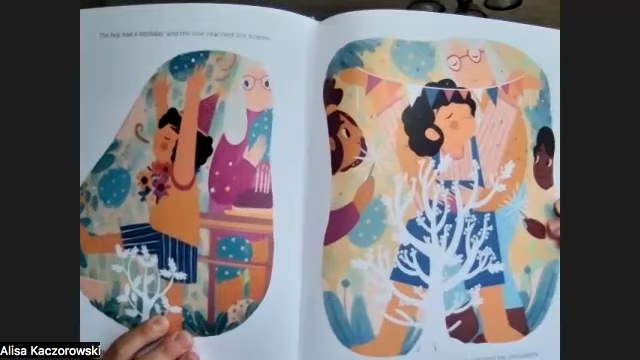 The boy had a birthday, and the tree reached his knees.
Alisa Kaczorowski